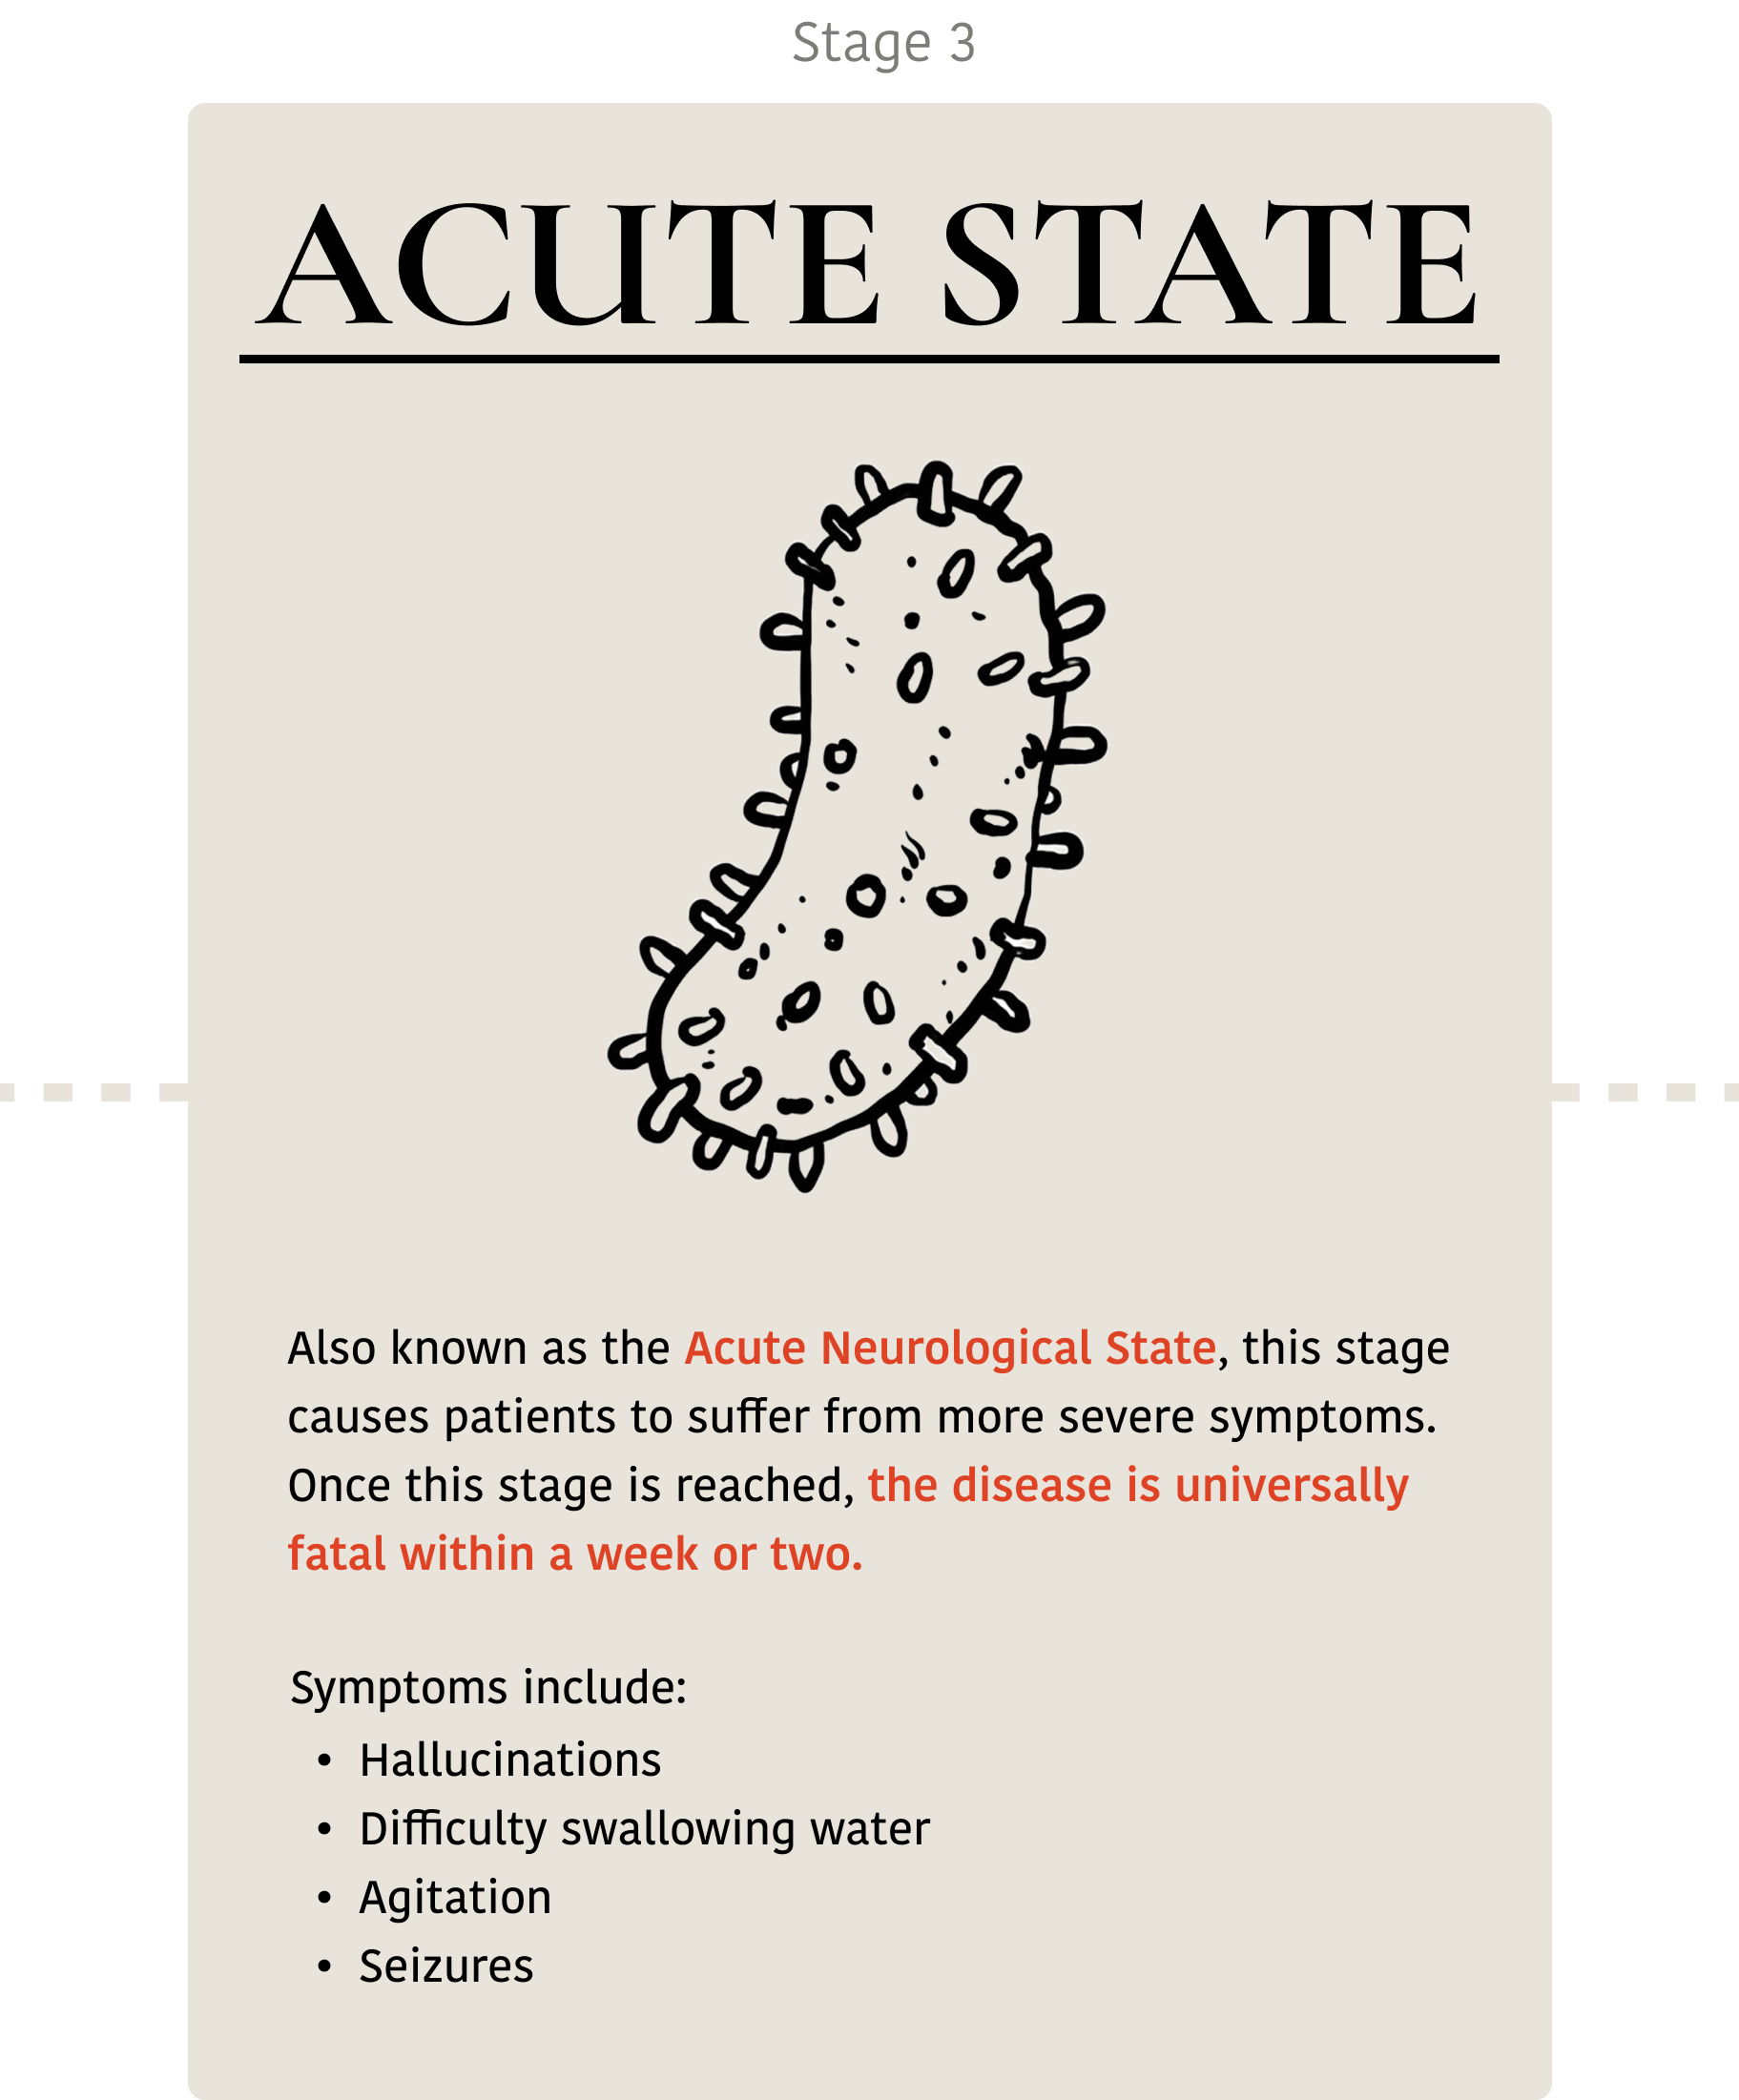 Stage 3
ACUTE STATE
Also known as the Acute Neurological State, this stage
causes patients to suffer from more severe symptoms.
Once this stage is reached, the disease is universally
fatal within a week or two.
Symptoms include:
• Hallucinations
• Difficulty swallowing water
• Agitation
• Seizures